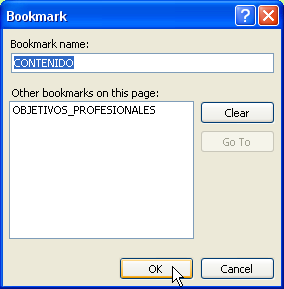 Bookmark
Bookmark name:
CONTENIDO
Other bookmarks on this page:
OBJETIVOS_PROFESIONALES
Clear
Go To
OK
Cancel